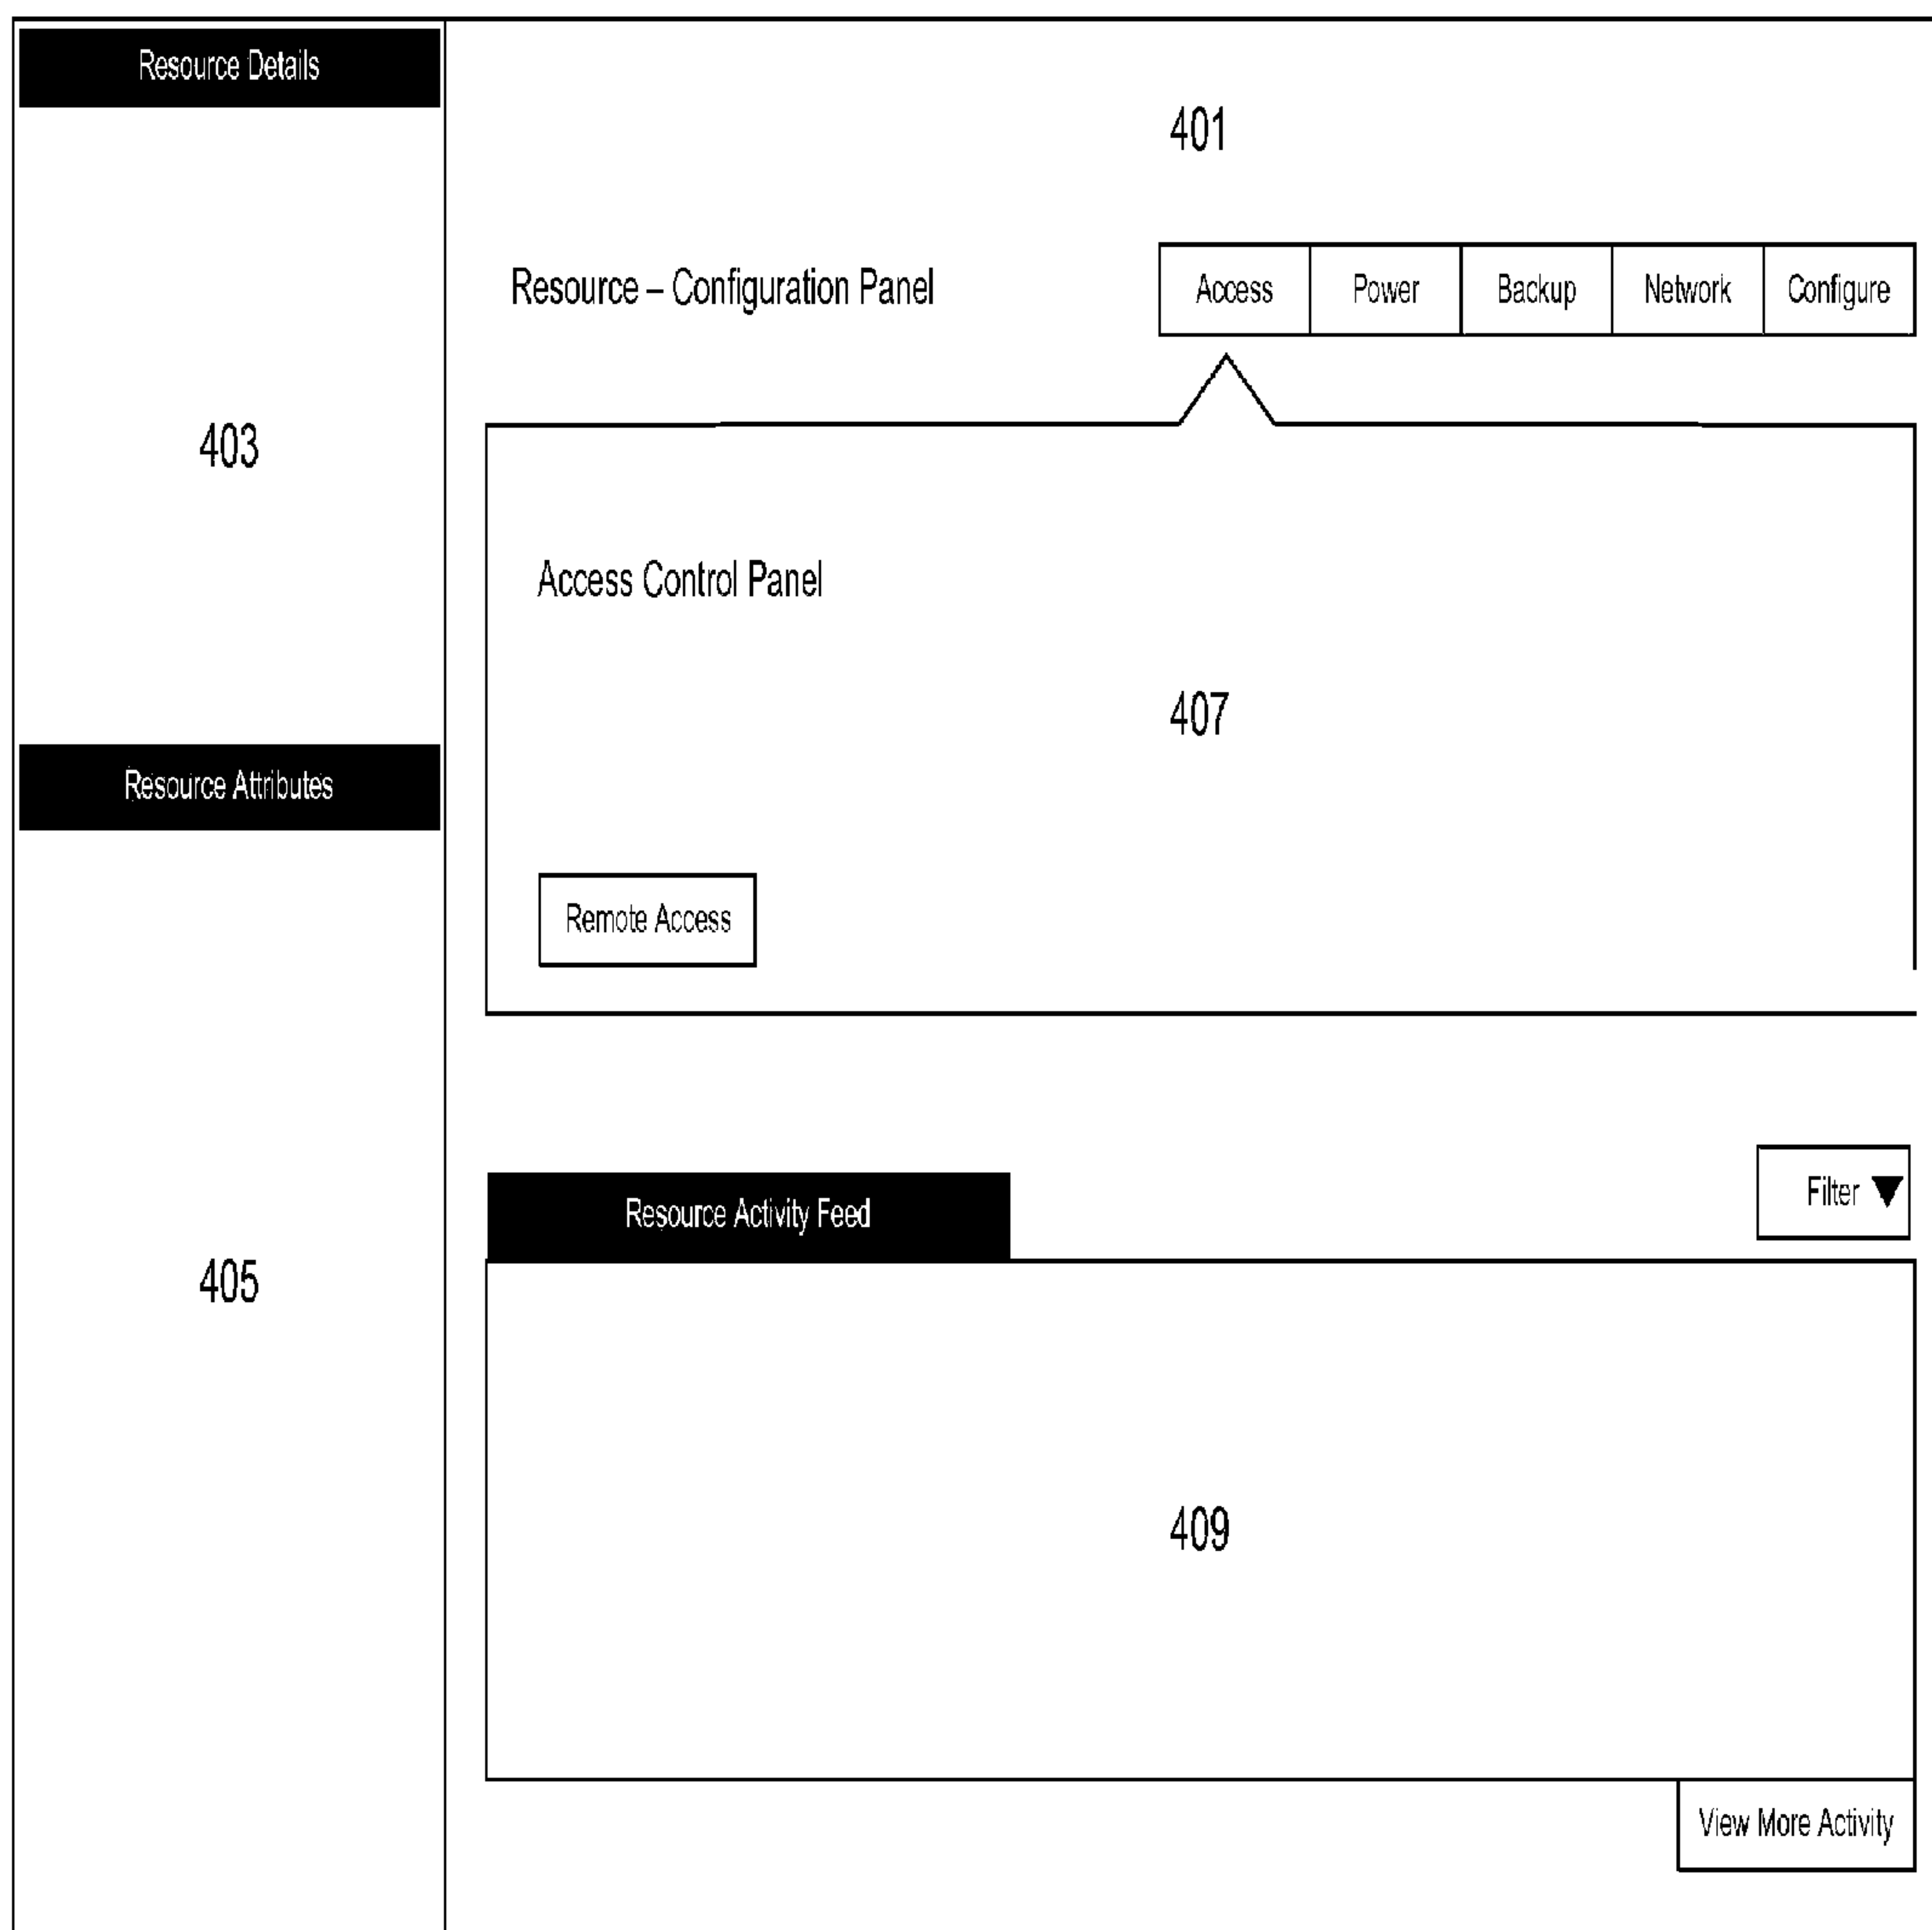 Resource Details
403
Resource Attributes
405
401
Resource – Configuration Panel
Access
Power
Backup
Network
Configure
Access Control Panel
407
Remote Access
Filter
Resource Activity Feed
409
View More Activity